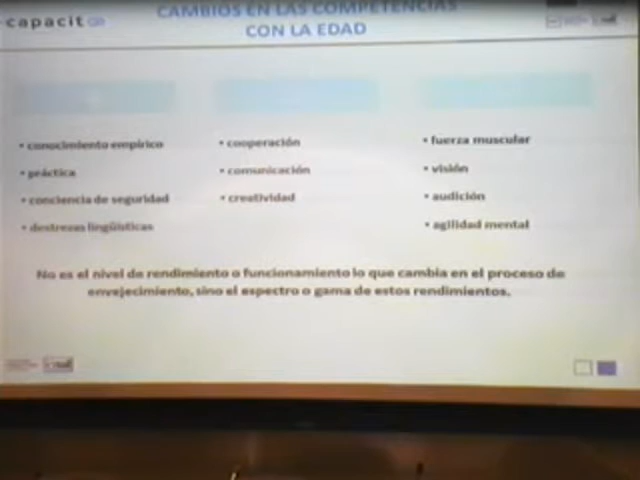 capacit
CAMBIOS EN LAS COMPETENCIAS
CON LA EDAD
• conocimiento empírico
• práctica
• conciencia de seguridad
• destrezas lingüísticas
• cooperación
• comunicación
• creatividad
• fuerza muscular
• visión
• audición
• agilidad mental
No es el nivel de rendimiento o funcionamiento lo que cambia en el proceso de
envejecimiento, sino el espectro o gama de estos rendimientos.